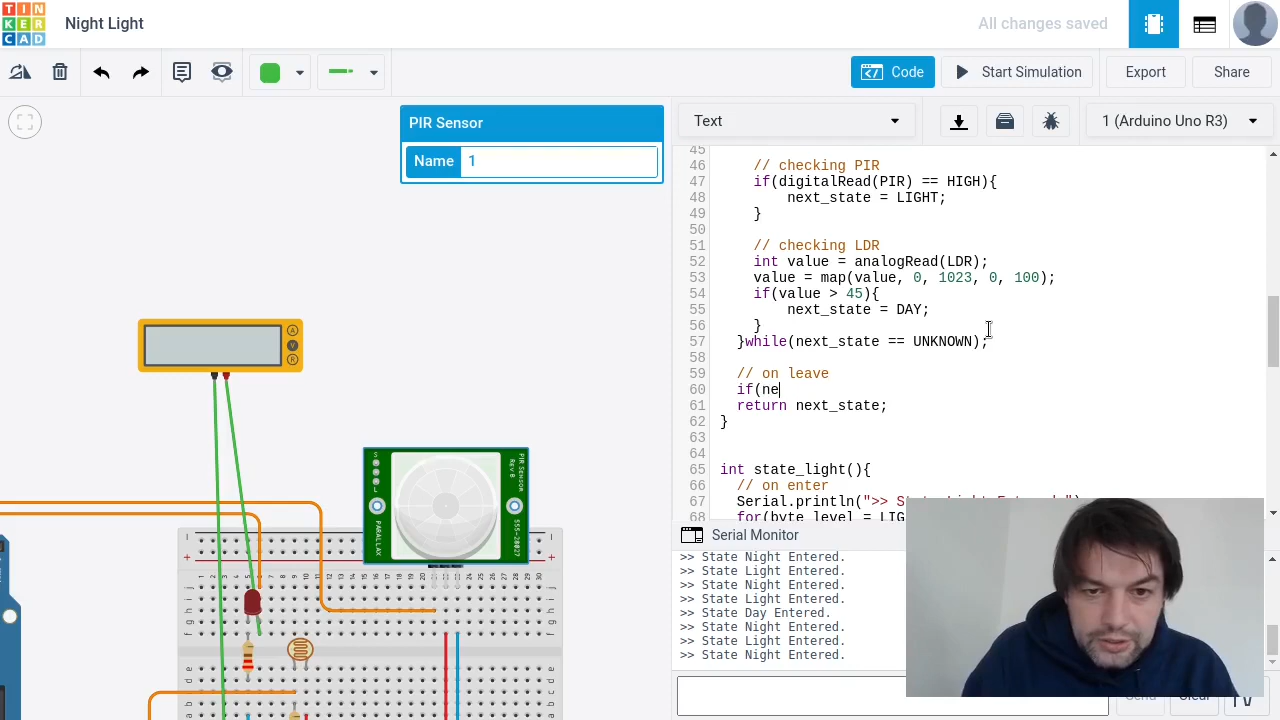 TIN
KER
CAD
Night Light
All changes saved
Code
Start Simulation
Export
Share
PIR Sensor
Name 1
Text
1 (Arduino Uno R3)
45
46 // checking PIR
47 if(digitalRead(PIR) == HIGH){
48 next_state = LIGHT;
49 }
50
51 // checking LDR
52 int value = analogRead(LDR);
53 value = map(value, 0, 1023, 0, 100);
54 if(value > 45){
55 next_state = DAY;
56 }
57 }while(next_state == UNKNOWN);
58
59 // on leave
60 if(ne
61 return next_state;
62 }
63
64
65 int state_light(){
66 // on enter
67 Serial.println(">>
68 for(byte level = LIG
Serial Monitor
>> State Night Entered.
>> State Light Entered.
>> State Night Entered.
>> State Light Entered.
>> State Day Entered.
>> State Night Entered.
>> State Light Entered.
>> State Night Entered.
A
V
R
PIR SENSOR
Rev B
PARALLAX
555-28027